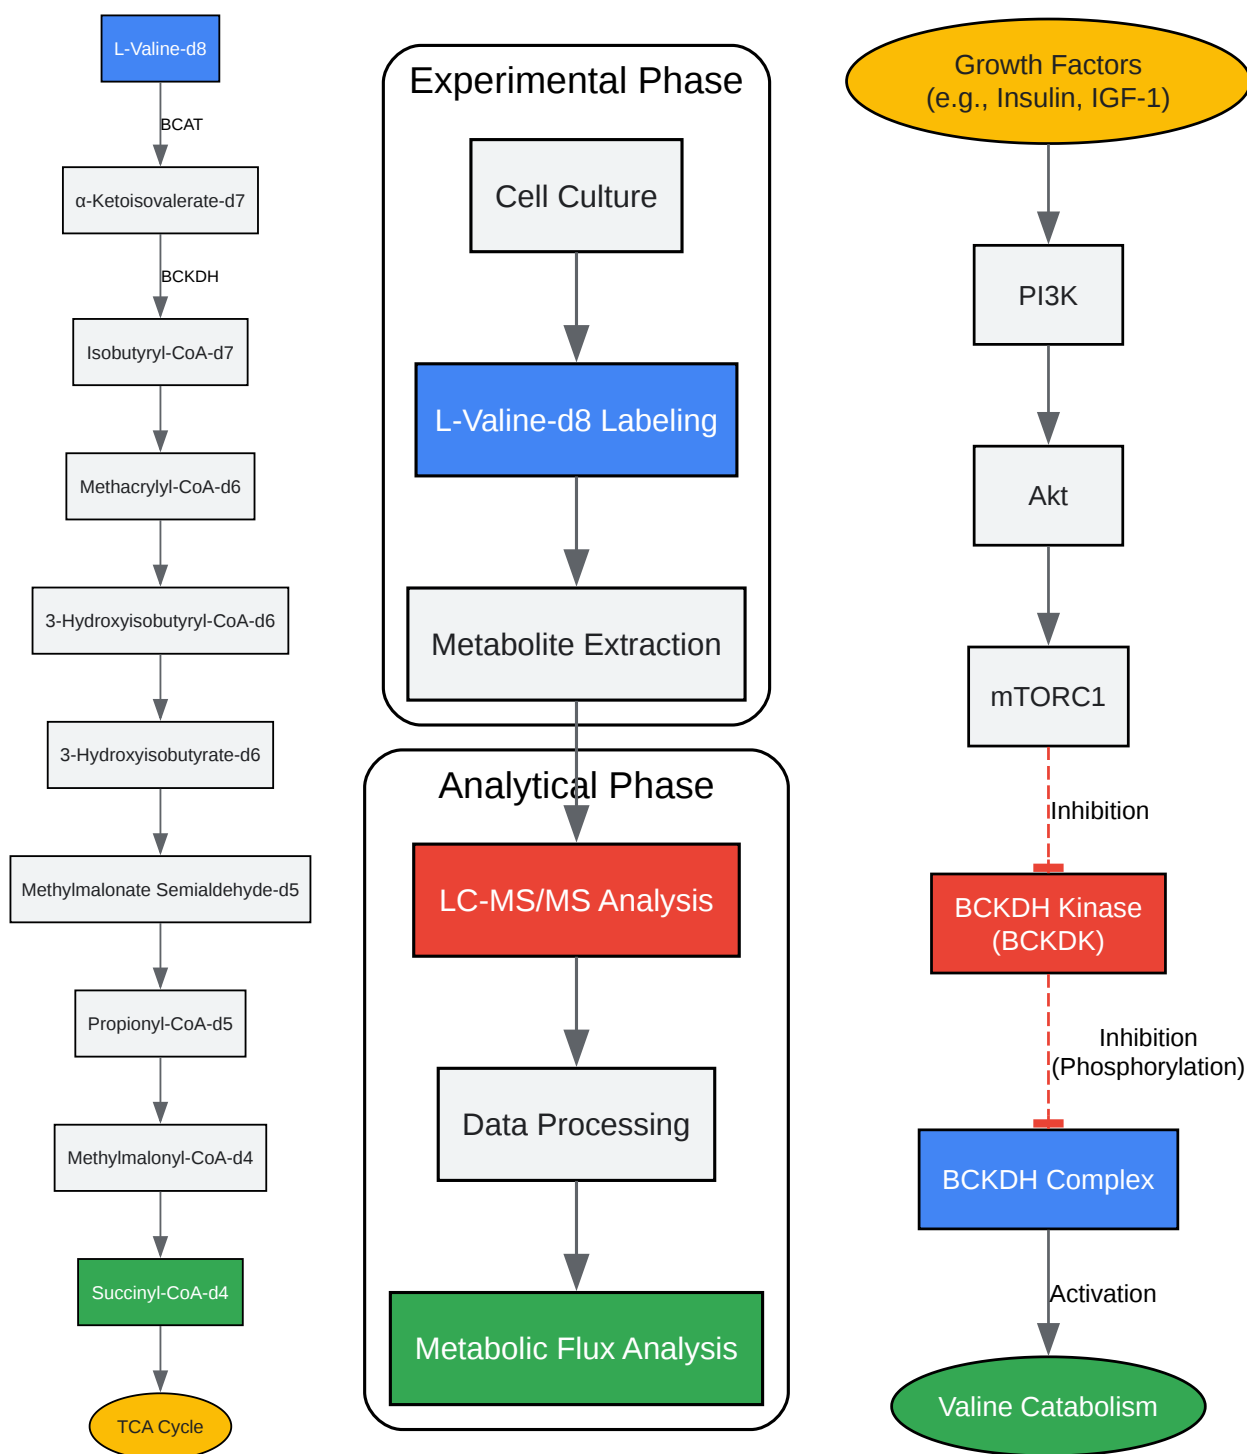 L-Valine-d8
BCAT
α-Ketoisovalerate-d7
BCKDH
Isobutyryl-CoA-d7
Methacrylyl-CoA-d6
3-Hydroxyisobutyryl-CoA-d6
3-Hydroxyisobutyrate-d6
Methylmalonate Semialdehyde-d5
Propionyl-CoA-d5
Methylmalonyl-CoA-d4
Succinyl-CoA-d4
TCA Cycle
Experimental Phase
Cell Culture
L-Valine-d8 Labeling
Metabolite Extraction
Analytical Phase
LC-MS/MS Analysis
Data Processing
Metabolic Flux Analysis
Growth Factors
(e.g., Insulin, IGF-1)
PI3K
Akt
mTORC1
Inhibition
BCKDH Kinase
(BCKDK)
Inhibition
(Phosphorylation)
BCKDH Complex
Activation
Valine Catabolism